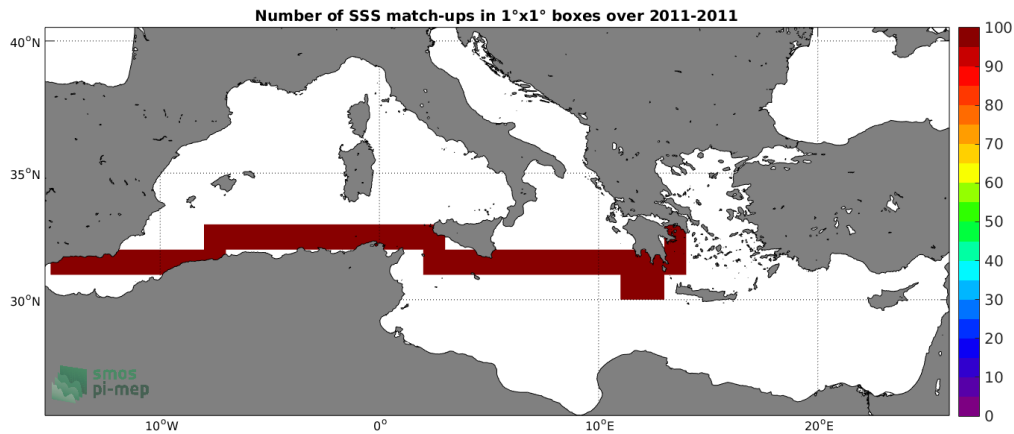 Number of SSS match-ups in 1°x1° boxes over 2011-2011
40°N
35°N
30°N
10°W
0°
10°E
20°E
100
90
80
70
60
50
40
30
20
10
0
smos
pi-mep